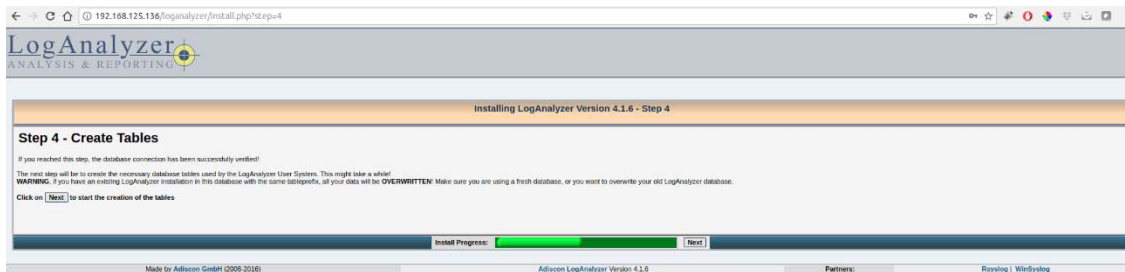 192.168.125.136/loganalyzer/install.php?step=4
LogAnalyzer
ANALYSIS & REPORTING
Installing LogAnalyzer Version 4.1.6 - Step 4
Step 4 - Create Tables
If you reached this step, the database connection has been successfully verified!
The next step will be to create the necessary database tables used by the LogAnalyzer User System. This might take a while!
WARNING, if you have an existing LogAnalyzer installation in this database with the same tableprefix, all your data will be OVERWRITTEN! Make sure you are using a fresh database, or you want to overwrite your old LogAnalyzer database.
Click on Next to start the creation of the tables
Install Progress: Next
Made by Adiscon GmbH (2008-2016) Adiscon LogAnalyzer Version 4.1.6 Partners: Rsyslog | WinSyslog